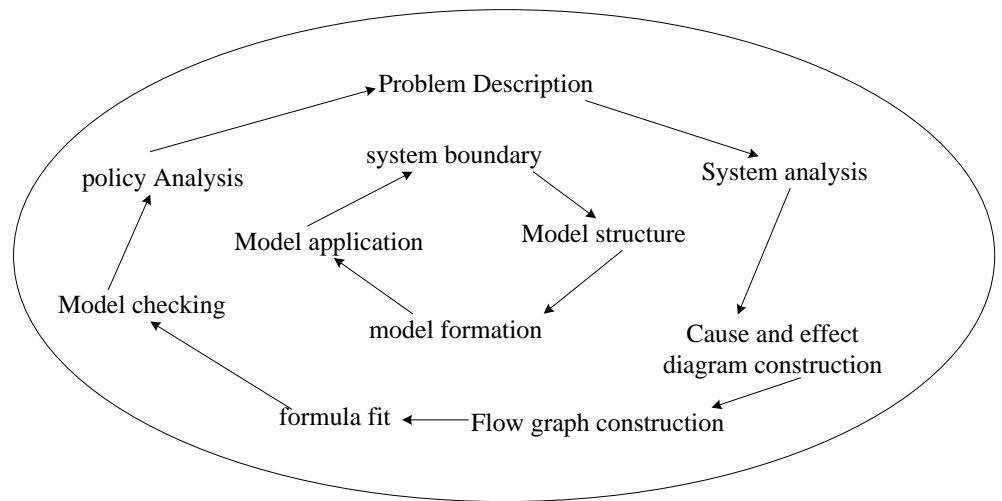 Problem Description
system boundary
policy Analysis
System analysis
Model application
Model structure
Model checking
model formation
Cause and effect
diagram construction
formula fit
Flow graph construction